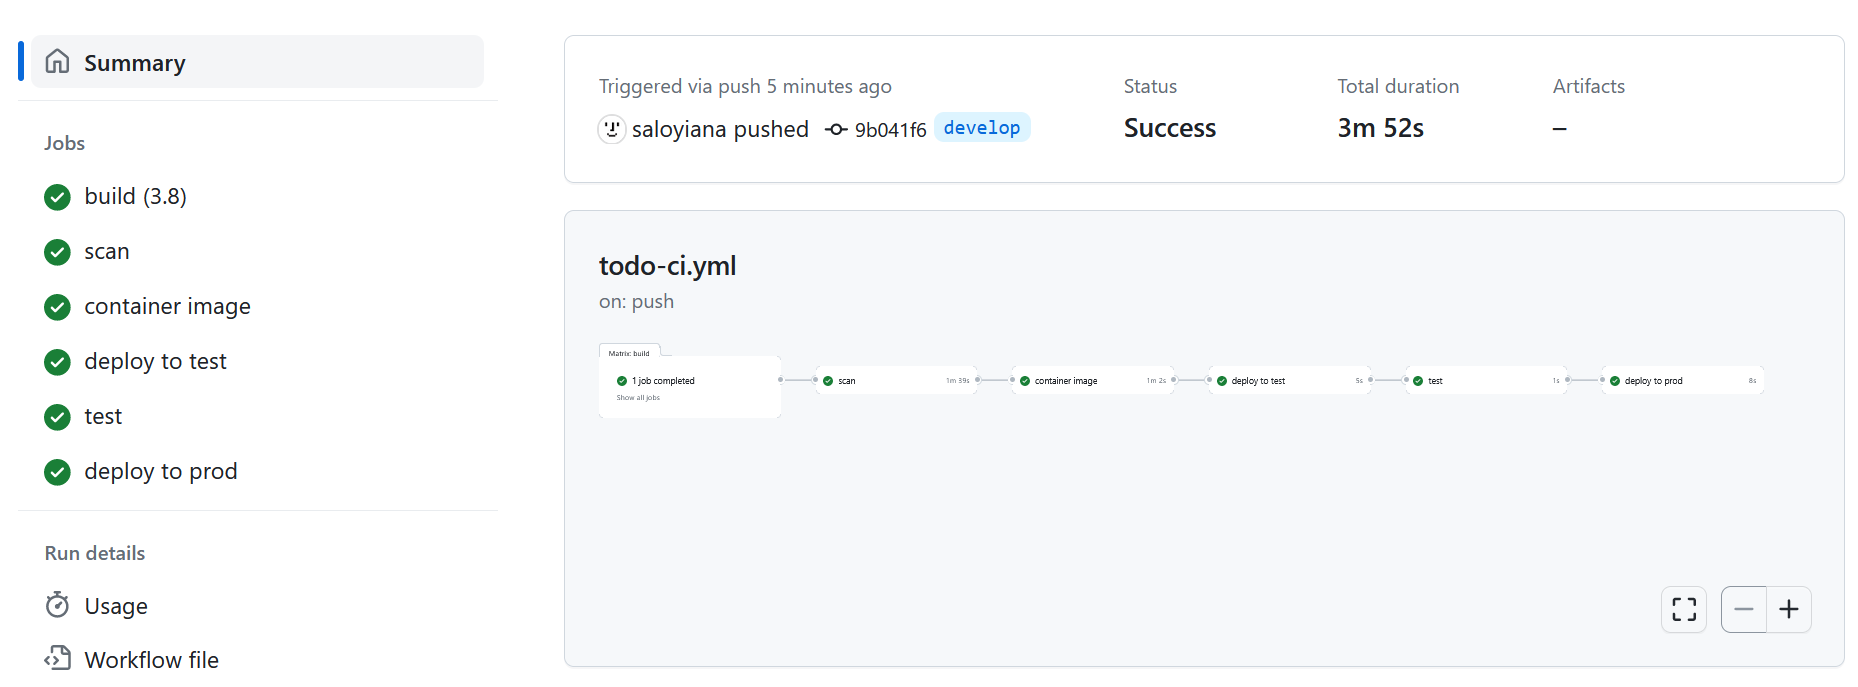 Summary
Jobs
build (3.8)
scan
container image
deploy to test
test
deploy to prod
Run details
Usage
Workflow file
Triggered via push 5 minutes ago
saloyiana pushed 9b041f6 develop
Status
Success
Total duration
3m 52s
Artifacts
–
todo-ci.yml
on: push
Matrix: build
1 job completed
Show all jobs
scan 1m 39s
container image 1m 2s
deploy to test 5s
test 1s
deploy to prod 8s